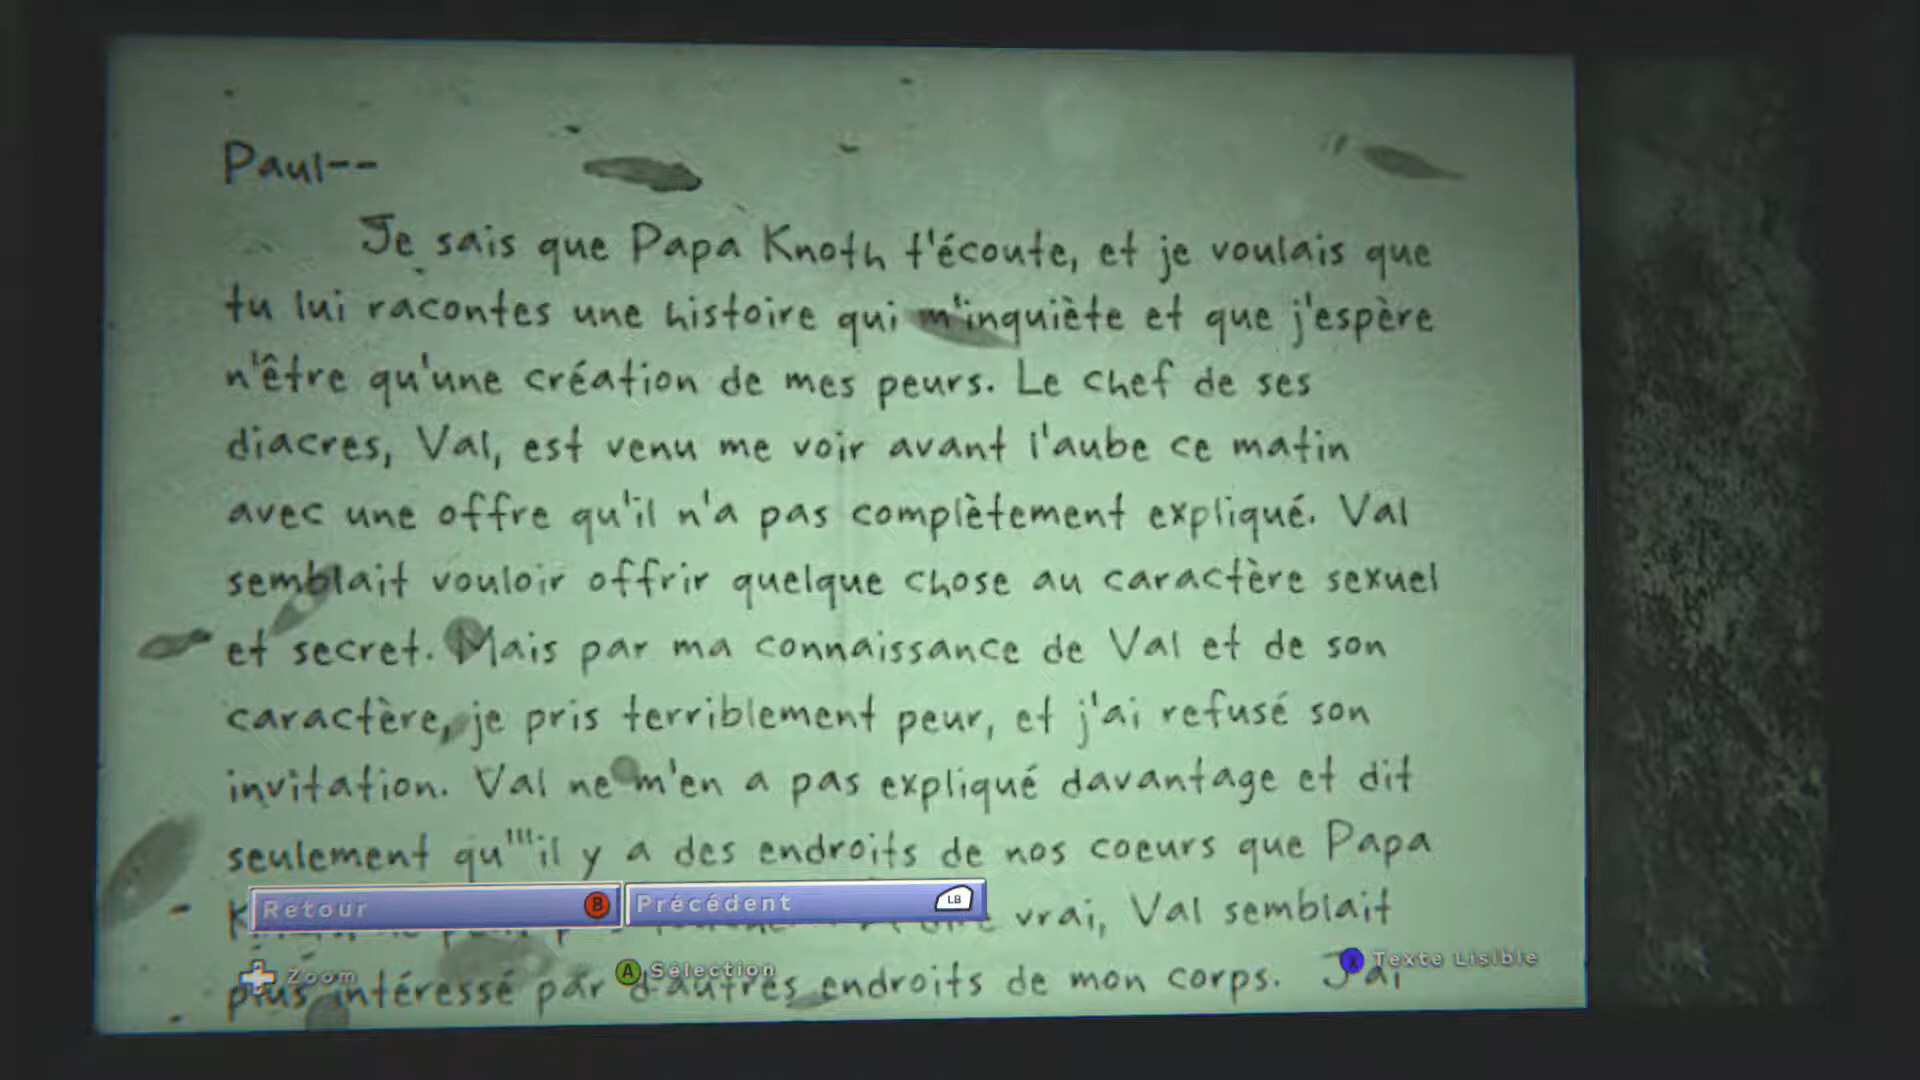 Paul--
Je sais que Papa Knoth t'écoute, et je voulais que
tu lui racontes une histoire qui m'inquiète et que j'espère
n'être qu'une création de mes peurs. Le chef de ses
diacres, Val, est venu me voir avant l'aube ce matin
avec une offre qu'il n'a pas complètement expliqué. Val
semblait vouloir offrir quelque chose au caractère sexuel
et secret. Mais par ma connaissance de Val et de son
caractère, je pris terriblement peur, et j'ai refusé son
invitation. Val ne m'en a pas expliqué davantage et dit
seulement qu'''il y a des endroits de nos coeurs que Papa
vrai, Val semblait
Retour B Précédent LB
plus intéressé par d'autres endroits de mon corps. J'ai
Zoom A Sélection X Texte Lisible